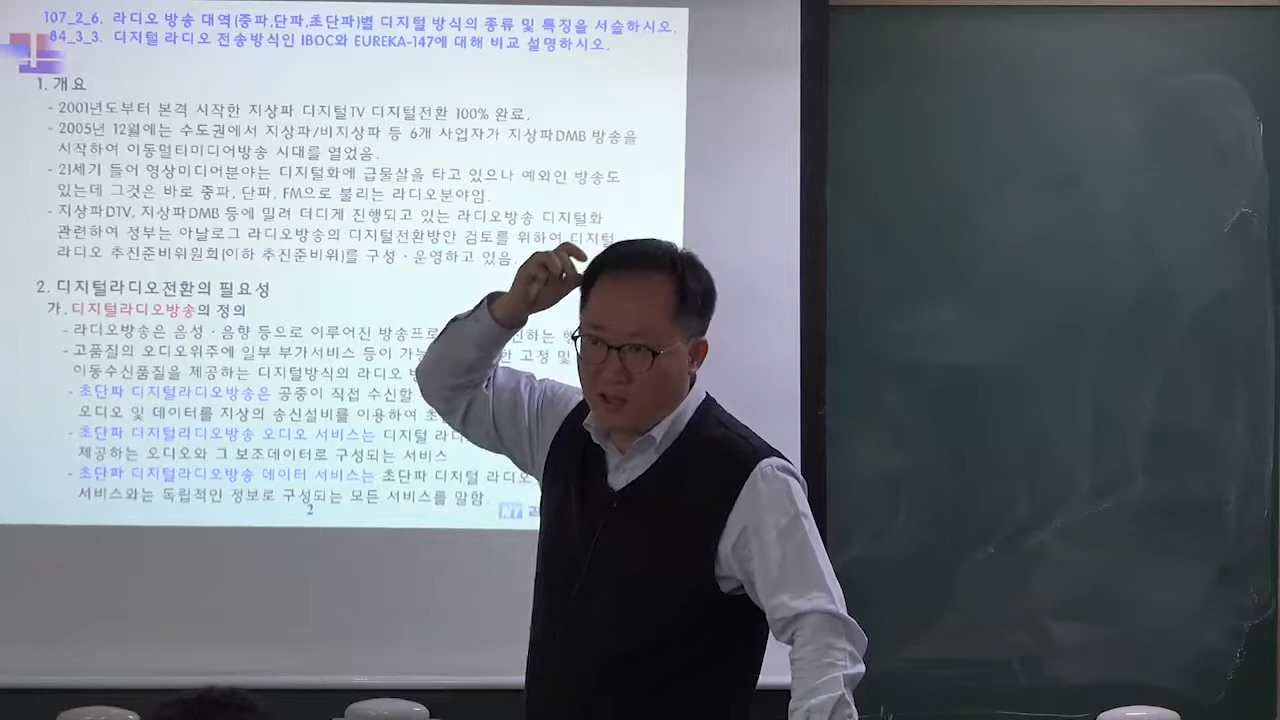 107_2_6. 라디오 방송 대역(중파,단파,초단파)별 디지털 방식의 종류 및 특징을 서술하시오.
84_3_3. 디지털 라디오 전송방식인 IBOC와 EUREKA-147에 대해 비교 설명하시오.
1. 개요
- 2001년도부터 본격 시작한 지상파 디지털TV 디지털전환 100% 완료,
- 2005년 12월에는 수도권에서 지상파/비지상파 등 6개 사업자가 지상파DMB 방송을
시작하여 이동멀티미디어방송 시대를 열었음.
- 21세기 들어 영상미디어분야는 디지털화에 급물살을 타고 있으나 예외인 방송도
있는데 그것은 바로 중파, 단파, FM으로 불리는 라디오분야임.
- 지상파DTV, 지상파DMB 등에 밀려 더디게 진행되고 있는 라디오방송 디지털화
관련하여 정부는 아날로그 라디오방송의 디지털전환방안 검토를 위하여 디지털
라디오 추진준비위원회(이하 추진준비위)를 구성·운영하고 있음.
2. 디지털라디오전환의 필요성
가. 디지털라디오방송의 정의
- 라디오방송은 음성·음향 등으로 이루어진 방송프로
- 고품질의 오디오위주에 일부 부가서비스 등이 고정 및
이동수신품질을 제공하는 디지털방식의 라디오
- 초단파 디지털라디오방송은 공중이 직접 수신할
오디오 및 데이터를 지상의 송신설비를 이용하여
- 초단파 디지털라디오방송 오디오 서비스는 디지털
제공하는 오디오와 그 보조데이터로 구성되는 서비스
- 초단파 디지털라디오방송 데이터 서비스는 초단파 디지털
서비스와는 독립적인 정보로 구성되는 모든 서비스를 말함.
2
NT